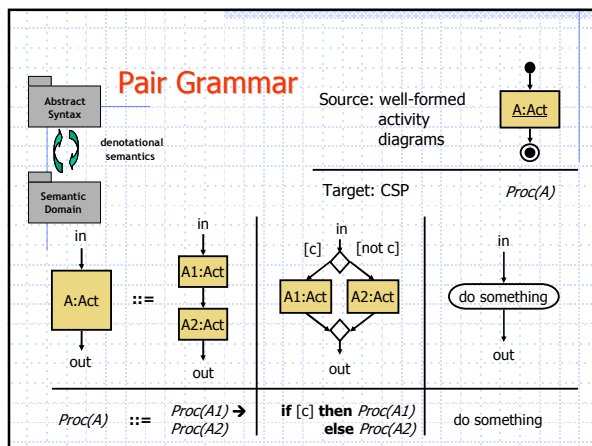 Pair Grammar
Abstract
Syntax
denotational
semantics
Semantic
Domain
Source: well-formed
activity
diagrams
A:Act
Target: CSP
Proc(A)
in
A:Act
out
::=
in
A1:Act
A2:Act
out
in
[c]
[not c]
A1:Act
A2:Act
out
in
do something
out
Proc(A) ::= Proc(A1) ➔
Proc(A2)
if [c] then Proc(A1)
else Proc(A2)
do something